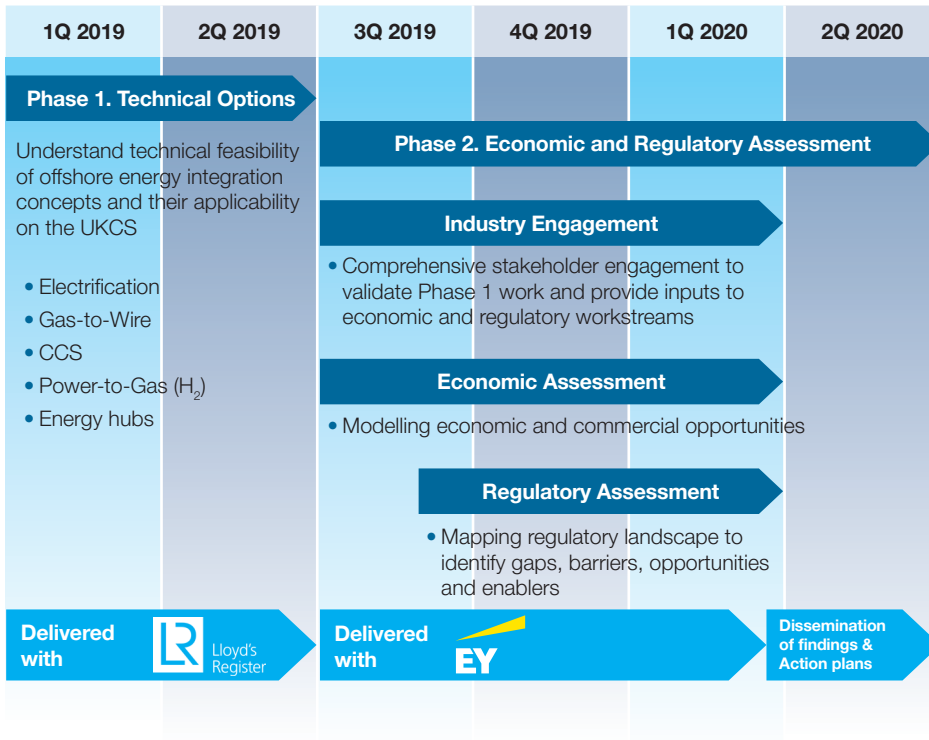 1Q 2019
2Q 2019
3Q 2019
4Q 2019
1Q 2020
2Q 2020
Phase 1. Technical Options
Understand technical feasibility
of offshore energy integration
concepts and their applicability
on the UKCS
• Electrification
• Gas-to-Wire
• CCS
• Power-to-Gas (H₂)
• Energy hubs
Phase 2. Economic and Regulatory Assessment
Industry Engagement
• Comprehensive stakeholder engagement to
validate Phase 1 work and provide inputs to
economic and regulatory workstreams
Economic Assessment
• Modelling economic and commercial opportunities
Regulatory Assessment
• Mapping regulatory landscape to
identify gaps, barriers, opportunities
and enablers
Delivered
with
LR
Lloyd's
Register
Delivered
with
EY
Dissemination
of findings &
Action plans